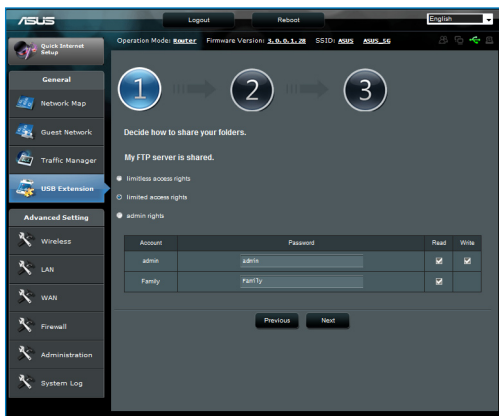 ASUS
Logout
Reboot
English
Quick Internet Setup
Operation Mode: Router Firmware Version: 3.0.0.1.28 SSID: ASUS ASUS_5G
General
Network Map
Guest Network
Traffic Manager
USB Extension
Advanced Setting
Wireless
LAN
WAN
Firewall
Administration
System Log
1
2
3
Decide how to share your folders.
My FTP server is shared.
limitless access rights
limited access rights
admin rights
Account Password Read Write
admin admin
Family Family
Previous Next